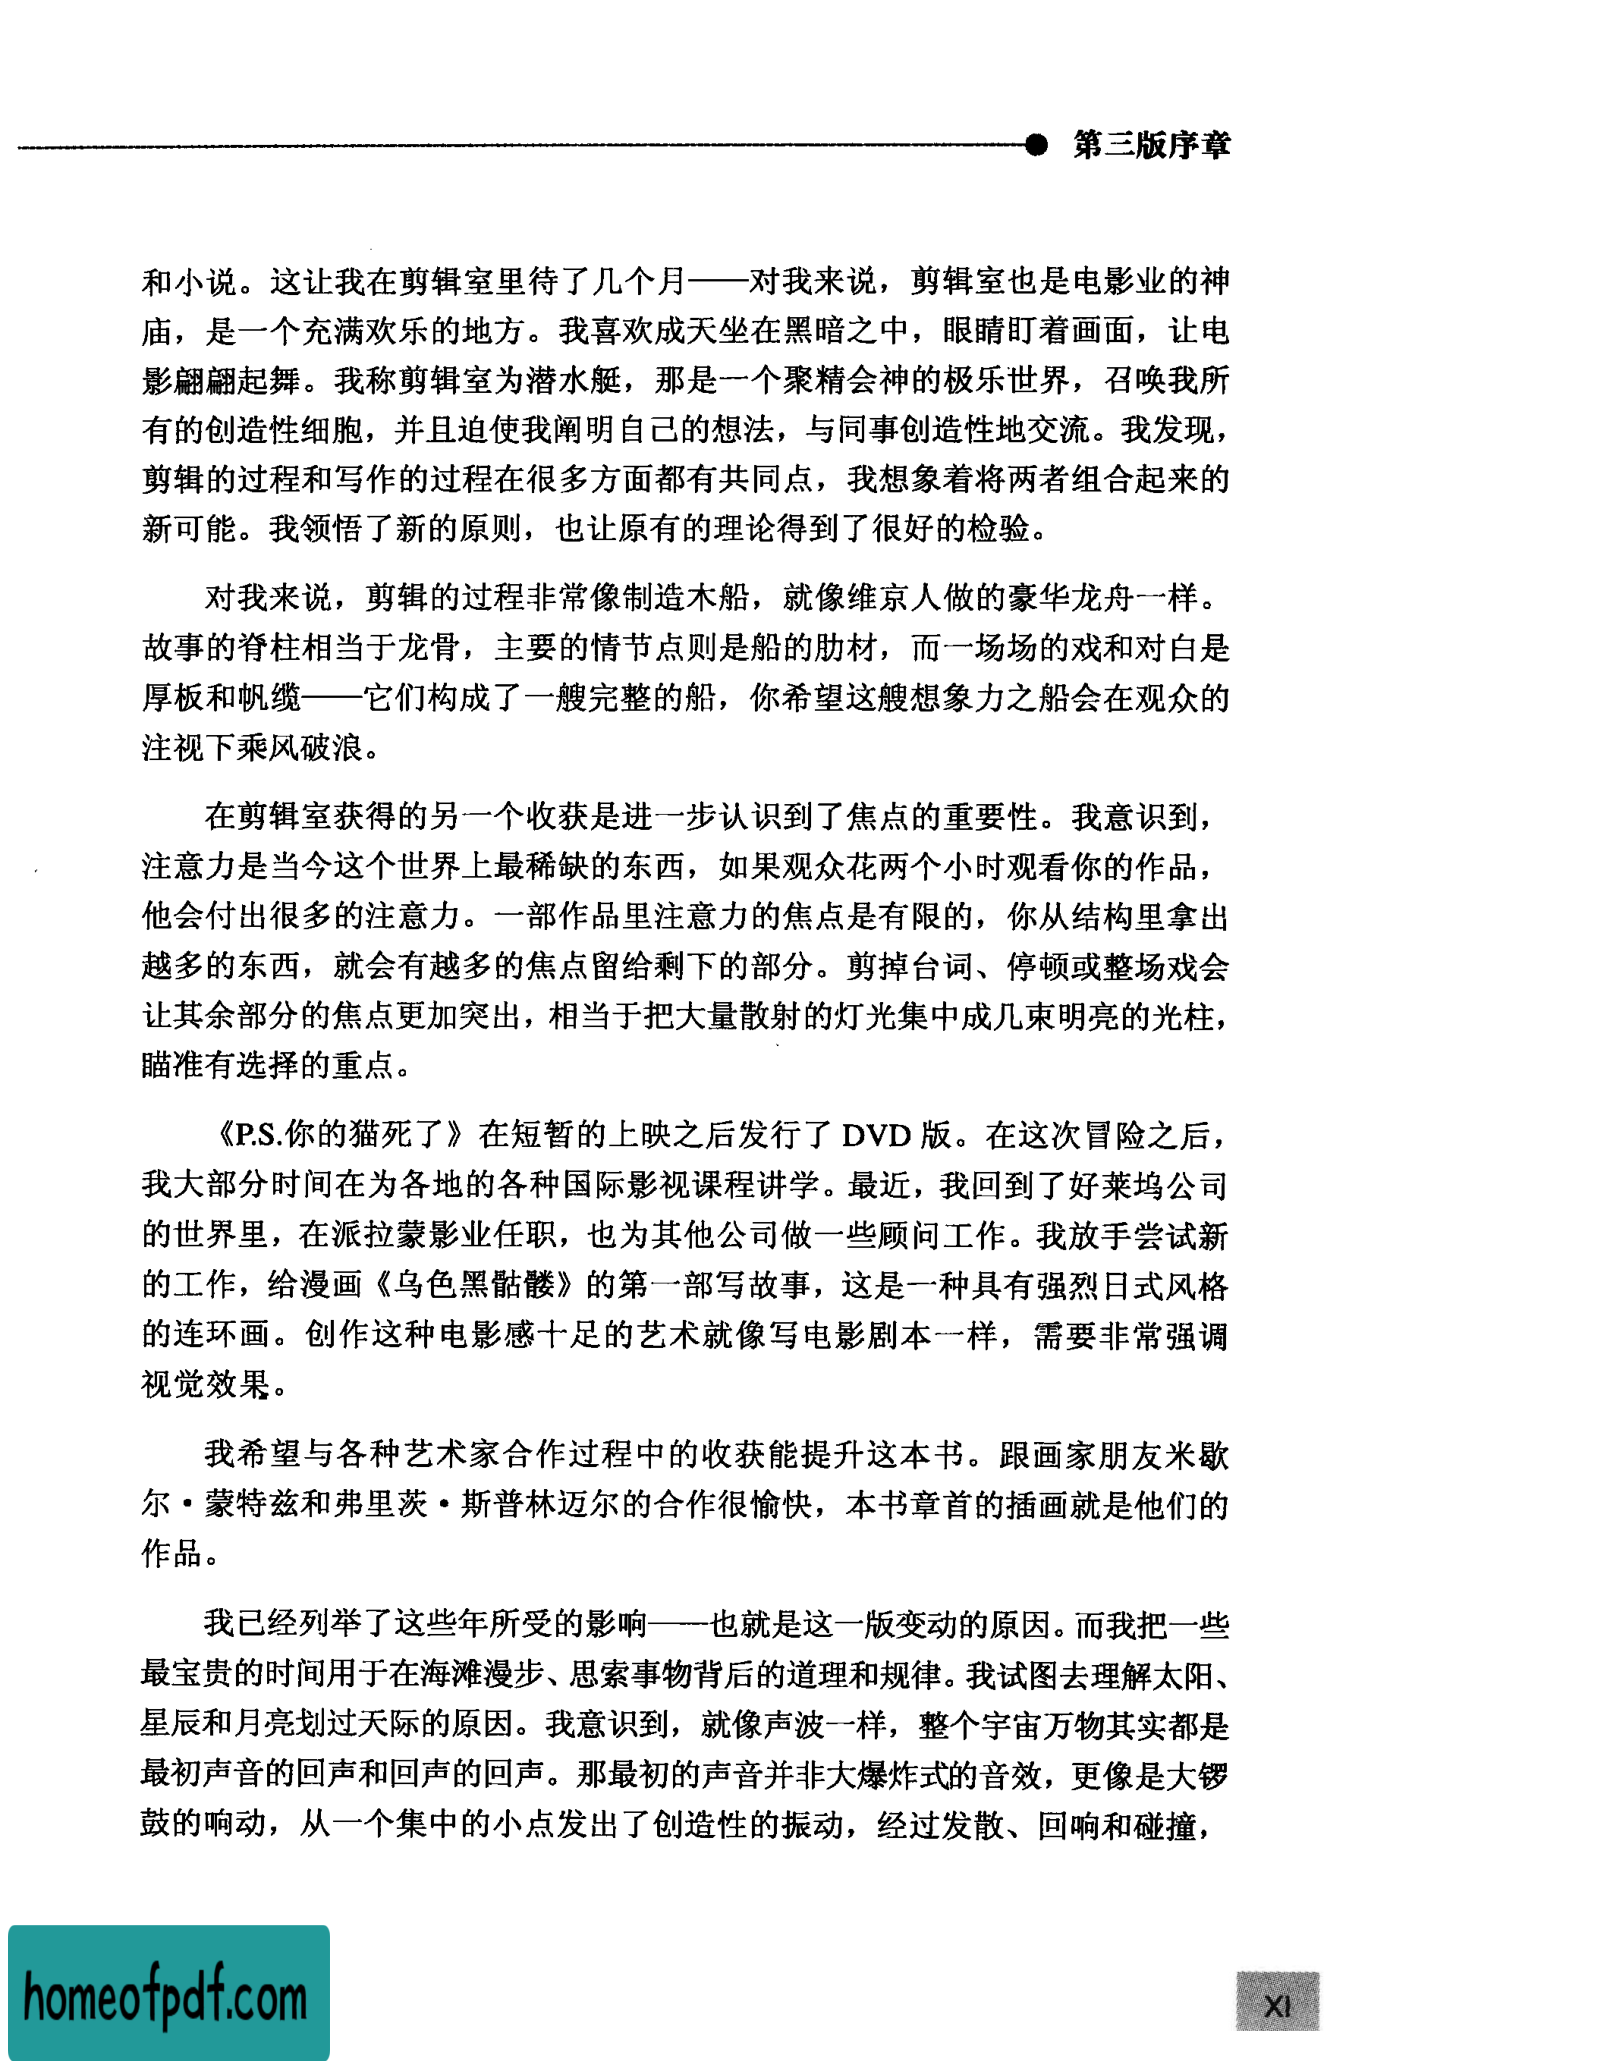 第三版序章
和小说。这让我在剪辑室里待了几个月——对我来说，剪辑室也是电影业的神
庙，是一个充满欢乐的地方。我喜欢成天坐在黑暗之中，眼睛盯着画面，让电
影翩翩起舞。我称剪辑室为潜水艇，那是一个聚精会神的极乐世界，召唤我所
有的创造性细胞，并且迫使我阐明自己的想法，与同事创造性地交流。我发现，
剪辑的过程和写作的过程在很多方面都有共同点，我想象着将两者组合起来的
新可能。我领悟了新的原则，也让原有的理论得到了很好的检验。
对我来说，剪辑的过程非常像制造木船，就像维京人做的豪华龙舟一样。
故事的脊柱相当于龙骨，主要的情节点则是船的肋材，而一场场的戏和对白是
厚板和帆缆——它们构成了一艘完整的船，你希望这艘想象力之船会在观众的
注视下乘风破浪。
在剪辑室获得的另一个收获是进一步认识到了焦点的重要性。我意识到，
注意力是当今这个世界上最稀缺的东西，如果观众花两个小时观看你的作品，
他会付出很多的注意力。一部作品里注意力的焦点是有限的，你从结构里拿出
越多的东西，就会有越多的焦点留给剩下的部分。剪掉台词、停顿或整场戏会
让其余部分的焦点更加突出，相当于把大量散射的灯光集中成几束明亮的光柱，
瞄准有选择的重点。
《P.S.你的猫死了》在短暂的上映之后发行了 DVD 版。在这次冒险之后，
我大部分时间在为各地的各种国际影视课程讲学。最近，我回到了好莱坞公司
的世界里，在派拉蒙影业任职，也为其他公司做一些顾问工作。我放手尝试新
的工作，给漫画《乌色黑骷髅》的第一部写故事，这是一种具有强烈日式风格
的连环画。创作这种电影感十足的艺术就像写电影剧本一样，需要非常强调
视觉效果。
我希望与各种艺术家合作过程中的收获能提升这本书。跟画家朋友米歇
尔·蒙特兹和弗里茨·斯普林迈尔的合作很愉快，本书章首的插画就是他们的
作品。
我已经列举了这些年所受的影响——也就是这一版变动的原因。而我把一些
最宝贵的时间用于在海滩漫步、思索事物背后的道理和规律。我试图去理解太阳、
星辰和月亮划过天际的原因。我意识到，就像声波一样，整个宇宙万物其实都是
最初声音的回声和回声的回声。那最初的声音并非大爆炸式的音效，更像是大锣
鼓的响动，从一个集中的小点发出了创造性的振动，经过发散、回响和碰撞，
homeofpdf.com
XI